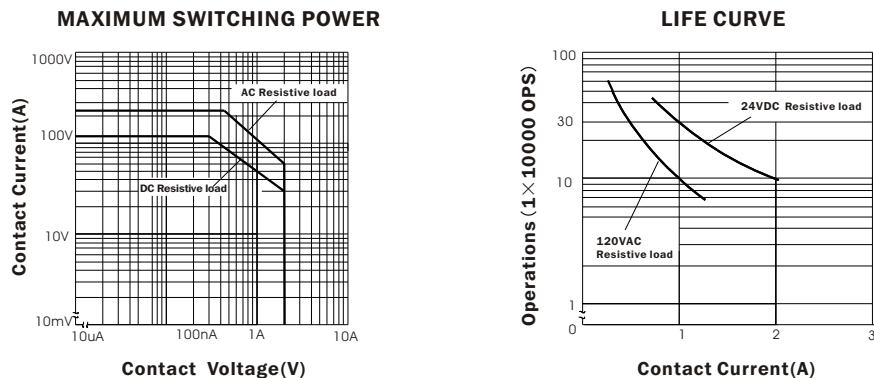 MAXIMUM SWITCHING POWER
1000V
100V
10V
10mV
10uA
100nA
1A
10A
AC Resistive load
DC Resistive load
Contact Current(A)
Contact Voltage(V)
LIFE CURVE
100
30
10
1
0
1
2
3
24VDC Resistive load
120VAC
Resistive load
Operations (1×10000 OPS)
Contact Current(A)